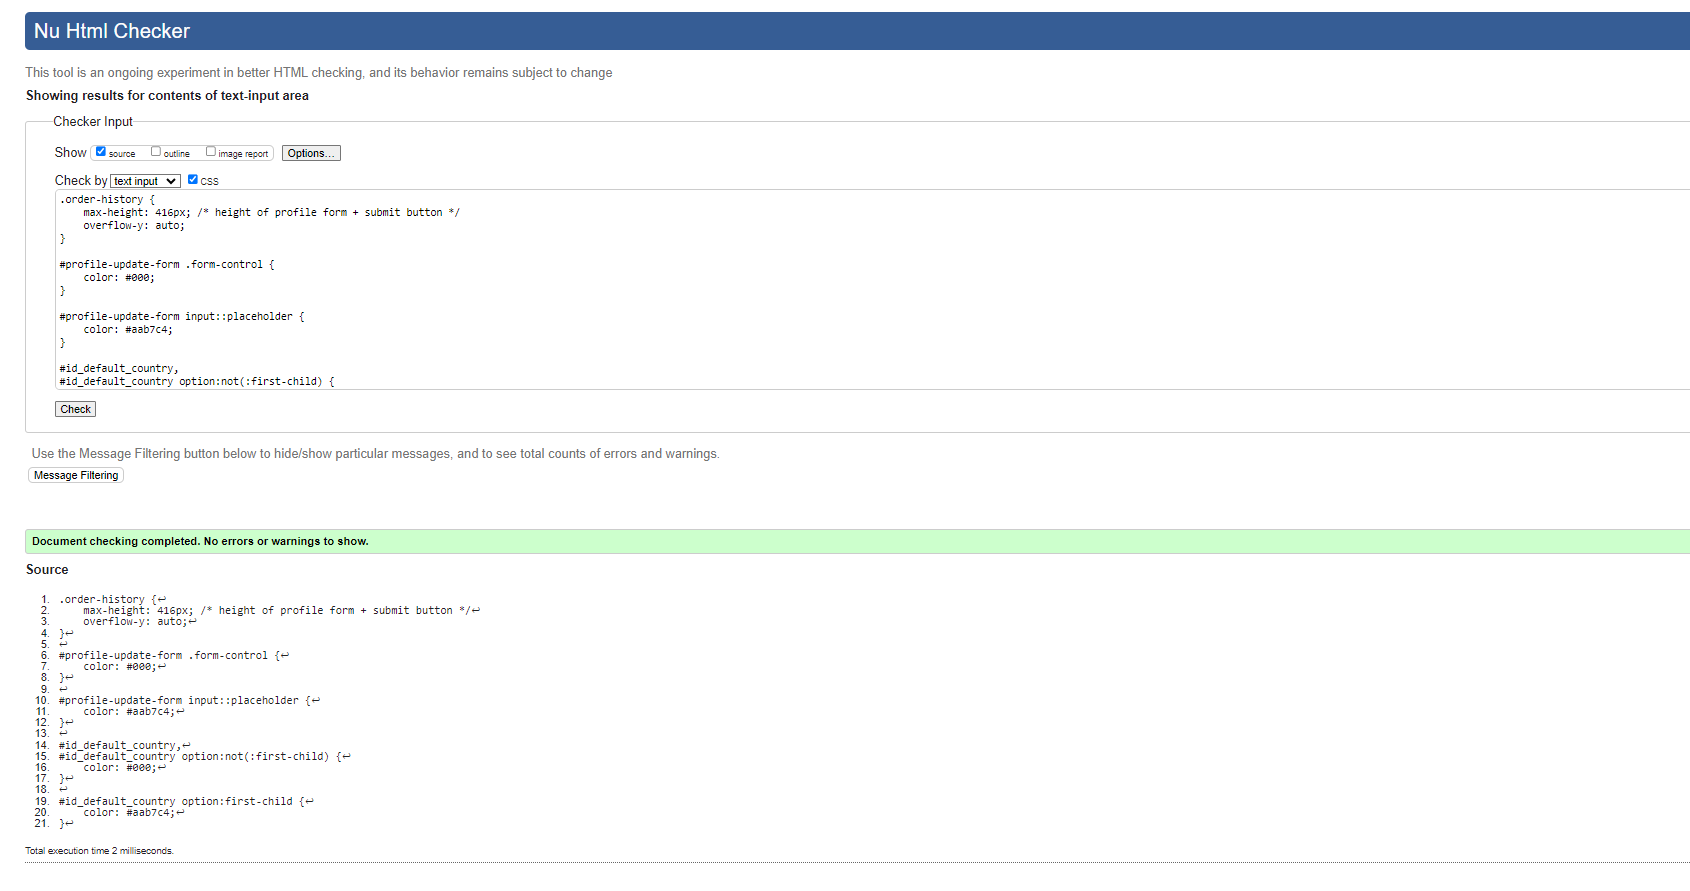 Nu Html Checker
This tool is an ongoing experiment in better HTML checking, and its behavior remains subject to change
Showing results for contents of text-input area
Checker Input
Show source outline image report Options...
Check by text input css
.order-history {
    max-height: 416px; /* height of profile form + submit button */
    overflow-y: auto;
}
#profile-update-form .form-control {
    color: #000;
}
#profile-update-form input::placeholder {
    color: #aab7c4;
}
#id_default_country,
#id_default_country option:not(:first-child) {
Check
Use the Message Filtering button below to hide/show particular messages, and to see total counts of errors and warnings.
Message Filtering
Document checking completed. No errors or warnings to show.
Source
1. .order-history {↩
2.     max-height: 416px; /* height of profile form + submit button */↩
3.     overflow-y: auto;↩
4. }↩
5. ↩
6. #profile-update-form .form-control {↩
7.     color: #000;↩
8. }↩
9. ↩
10. #profile-update-form input::placeholder {↩
11.     color: #aab7c4;↩
12. }↩
13. ↩
14. #id_default_country,↩
15. #id_default_country option:not(:first-child) {↩
16.     color: #000;↩
17. }↩
18. ↩
19. #id_default_country option:first-child {↩
20.     color: #aab7c4;↩
21. }↩
Total execution time 2 milliseconds.